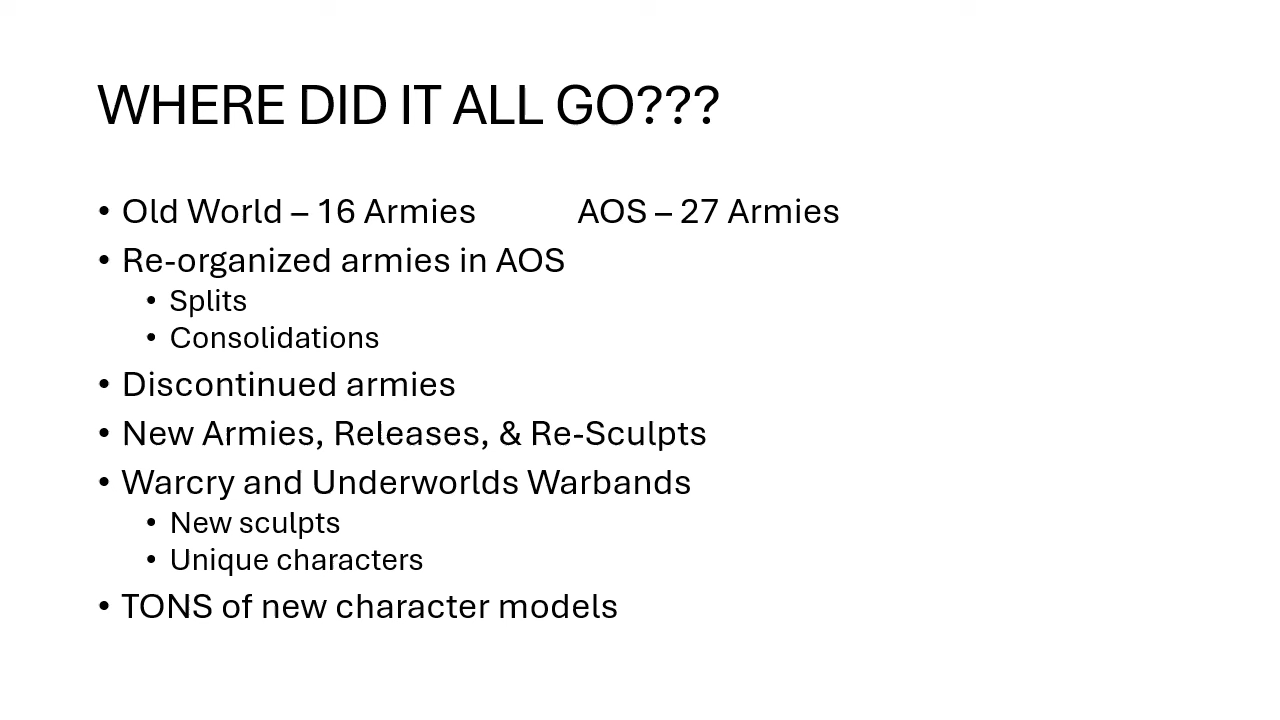 WHERE DID IT ALL GO???
• Old World – 16 Armies AOS – 27 Armies
• Re-organized armies in AOS
• Splits
• Consolidations
• Discontinued armies
• New Armies, Releases, & Re-Sculpts
• Warcry and Underworlds Warbands
• New sculpts
• Unique characters
• TONS of new character models